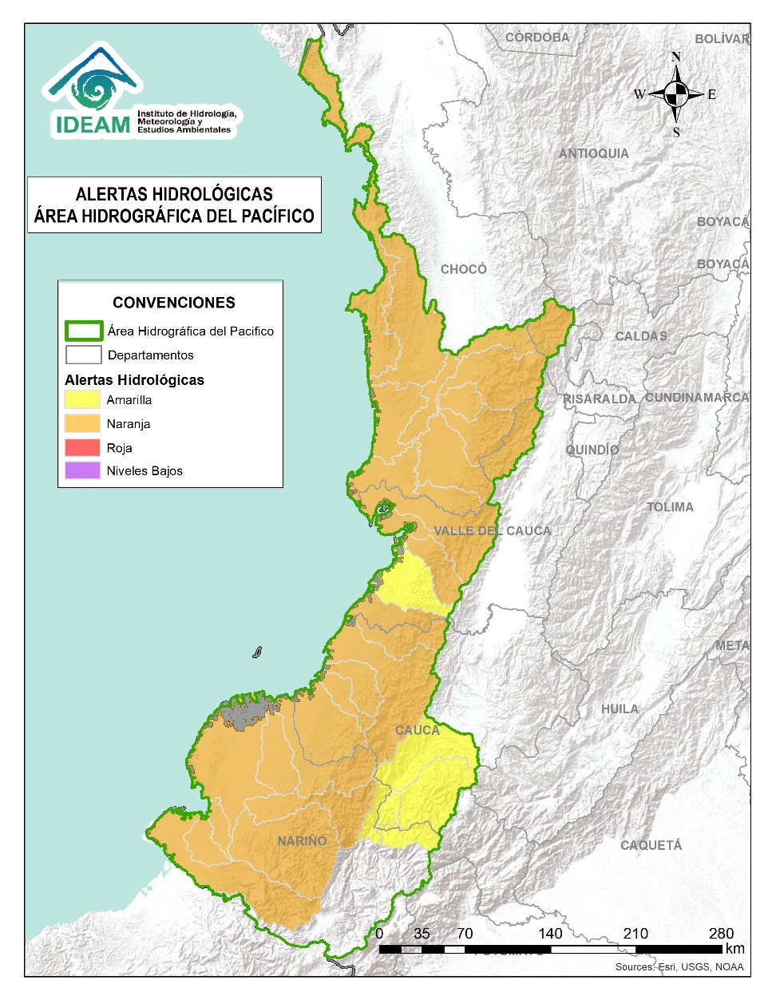 CÓRDOBA
BOLÍVAR
N
W
E
S
IDEAM
Instituto de Hidrología,
Meteorología y
Estudios Ambientales
ANTIOQUIA
ALERTAS HIDROLÓGICAS
ÁREA HIDROGRÁFICA DEL PACÍFICO
BOYACÁ
BOYACÁ
CHOCÓ
CONVENCIONES
Área Hidrográfica del Pacifico
Departamentos
Alertas Hidrológicas
Amarilla
Naranja
Roja
Niveles Bajos
CALDAS
RISARALDA
CUNDINAMARCA
QUINDÍO
TOLIMA
VALLE DEL CAUCA
META
HUILA
CAUCA
NARIÑO
CAQUETÁ
0 35 70 140 210 280
km
Sources: Esri, USGS, NOAA